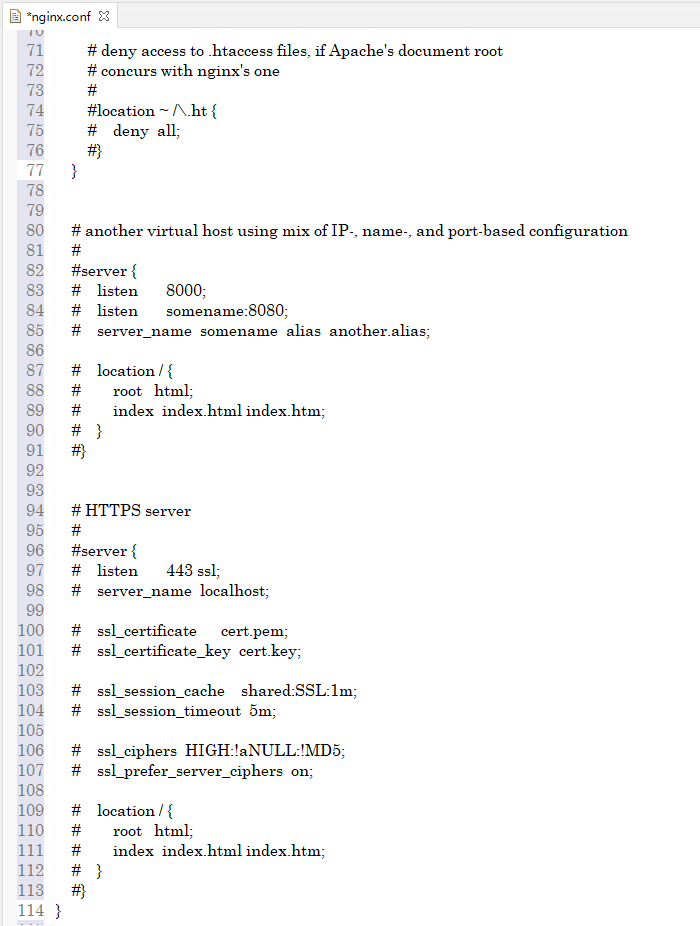 *nginx.conf
70
71 # deny access to .htaccess files, if Apache's document root
72 # concurs with nginx's one
73 #
74 #location ~ /\.ht {
75 #    deny  all;
76 #}
77 }
78
79
80 # another virtual host using mix of IP-, name-, and port-based configuration
81 #
82 #server {
83 #    listen       8000;
84 #    listen       somename:8080;
85 #    server_name  somename  alias  another.alias;
86
87 #    location / {
88 #        root   html;
89 #        index  index.html index.htm;
90 #    }
91 #}
92
93
94 # HTTPS server
95 #
96 #server {
97 #    listen       443 ssl;
98 #    server_name  localhost;
99
100 #    ssl_certificate      cert.pem;
101 #    ssl_certificate_key  cert.key;
102
103 #    ssl_session_cache    shared:SSL:1m;
104 #    ssl_session_timeout  5m;
105
106 #    ssl_ciphers  HIGH:!aNULL:!MD5;
107 #    ssl_prefer_server_ciphers  on;
108
109 #    location / {
110 #        root   html;
111 #        index  index.html index.htm;
112 #    }
113 #}
114 }